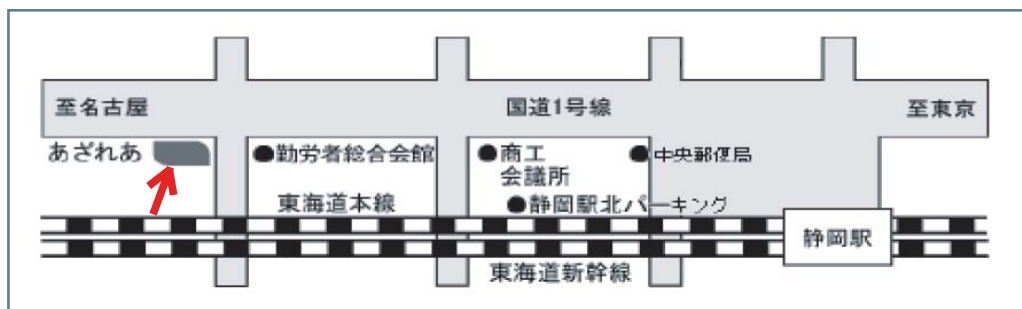 至名古屋
国道1号線
至東京
あざれあ
●勤労者総合会館
●商工
会議所
●中央郵便局
東海道本線
●静岡駅北パーキング
静岡駅
東海道新幹線